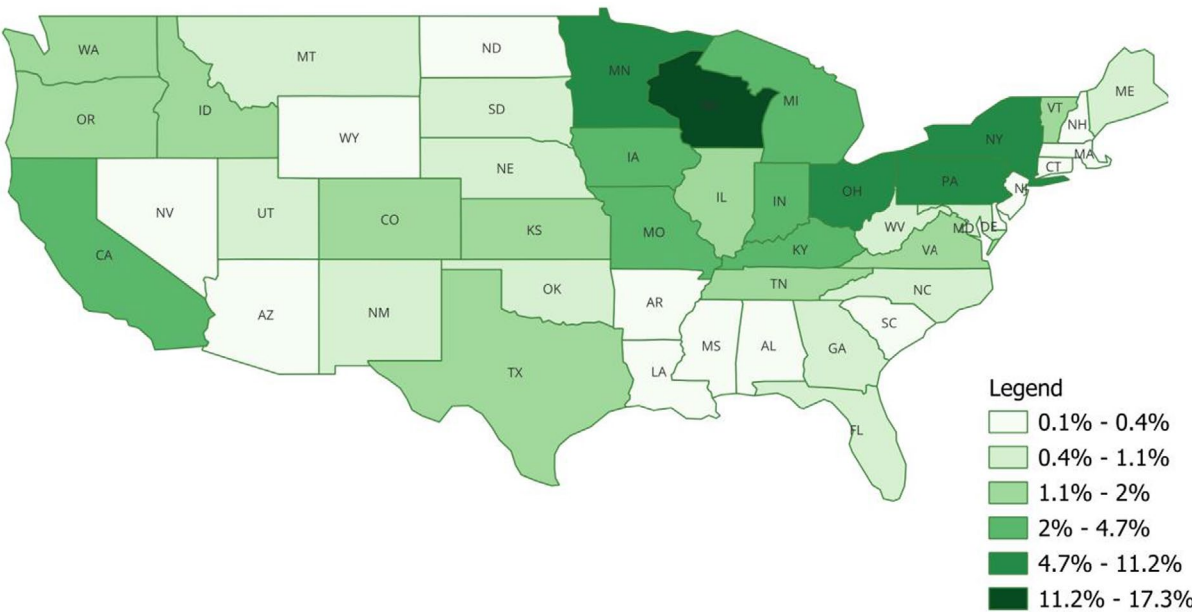 WA
MT
ND
MN
ME
OR
ID
SD
MI
VT
NH
NY
WY
MA
IA
CT
NE
OH
PA
NJ
NV
UT
CO
IL
IN
KS
MO
WV
MD
DE
CA
KY
VA
TN
OK
NC
AZ
NM
AR
SC
MS
AL
GA
TX
LA
FL
Legend
0.1% - 0.4%
0.4% - 1.1%
1.1% - 2%
2% - 4.7%
4.7% - 11.2%
11.2% - 17.3%